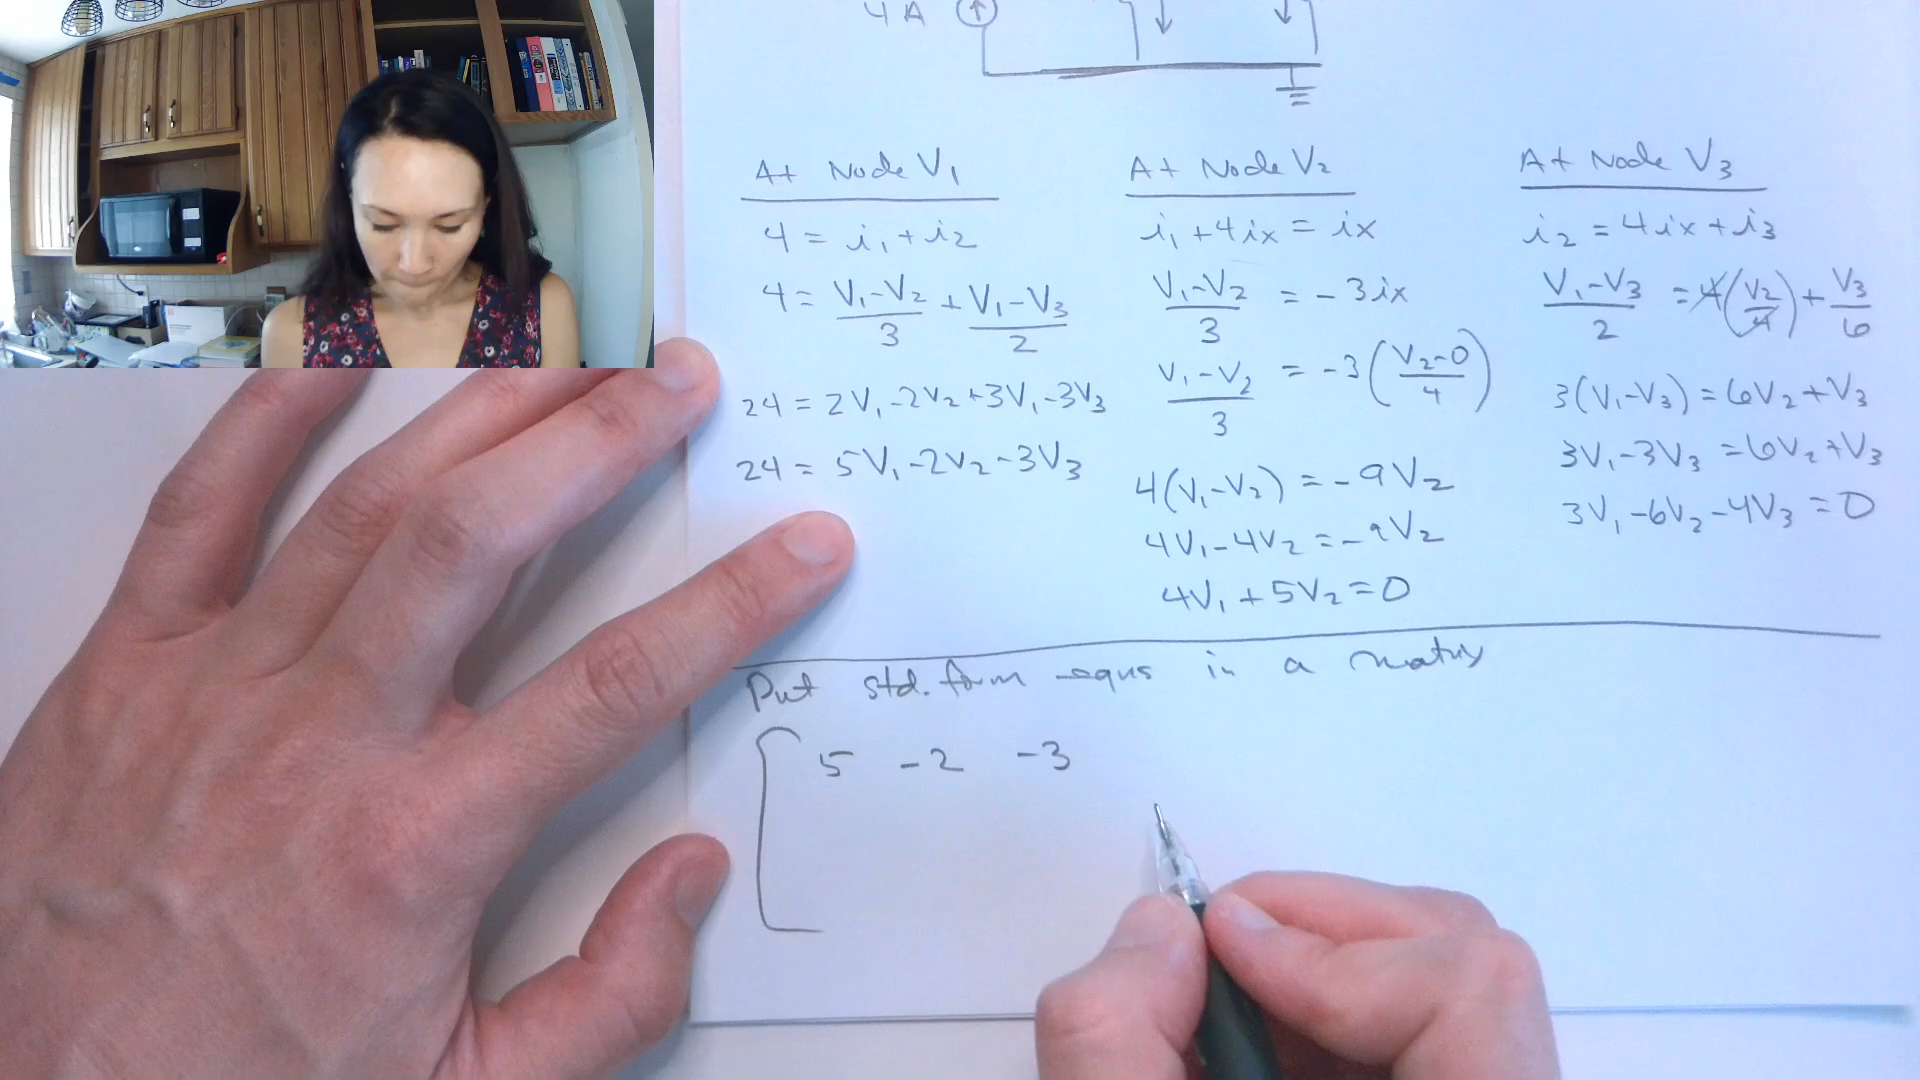 4 A
At Node V1
4 = i1 + i2
4 = V1-V2/3 + V1-V3/2
24 = 2V1-2V2+3V1-3V3
24 = 5V1-2V2-3V3
At Node V2
i1 + 4ix = ix
V1-V2/3 = -3ix
V1-V2/3 = -3(V2-0/4)
4(V1-V2) = -9V2
4V1-4V2 = -9V2
4V1+5V2=0
At Node V3
i2 = 4ix+i3
V1-V3/2 = 4(V2/4)+V3/6
3(V1-V3)=6V2+V3
3V1-3V3 =6V2+V3
3V1-6V2-4V3 =0
Put std. form eqns in a matrix
5 -2 -3